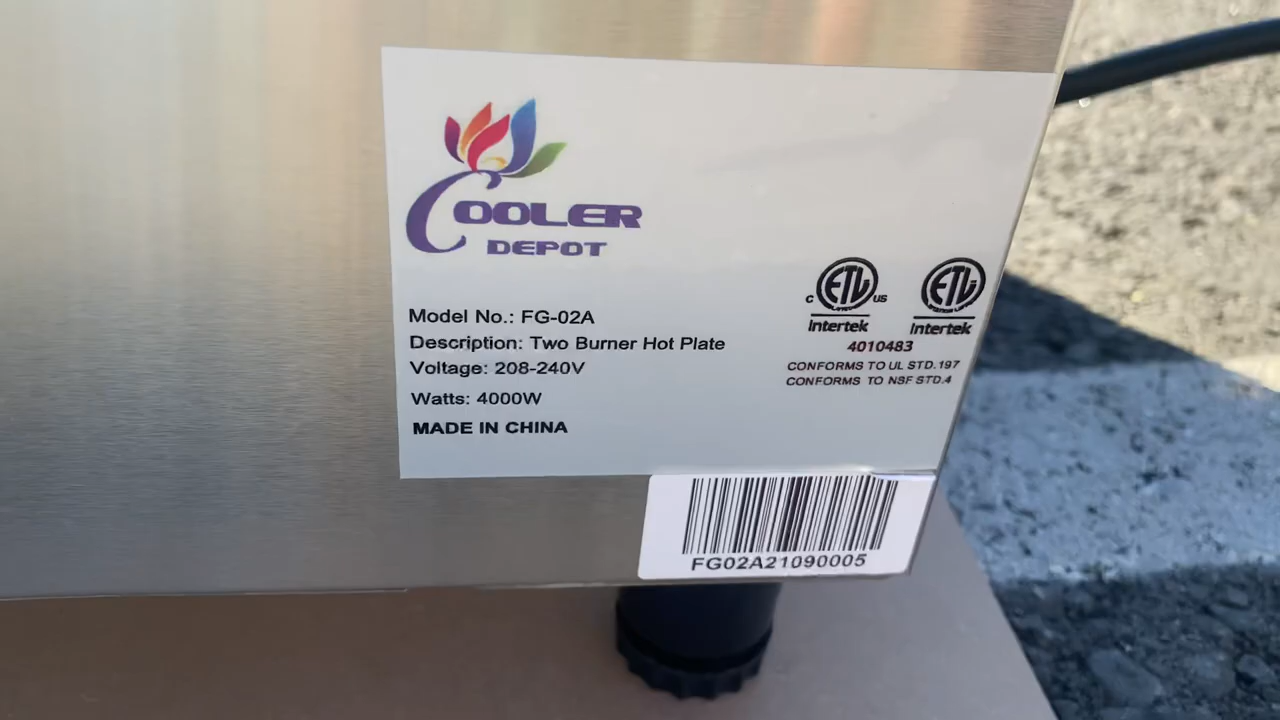 COOLER
DEPOT
Model No.: FG-02A
Description: Two Burner Hot Plate
Voltage: 208-240V
Watts: 4000W
MADE IN CHINA
C ETL US ETL
Intertek Intertek
4010483
CONFORMS TO UL STD.197
CONFORMS TO NSF STD.4
FG02A21090005